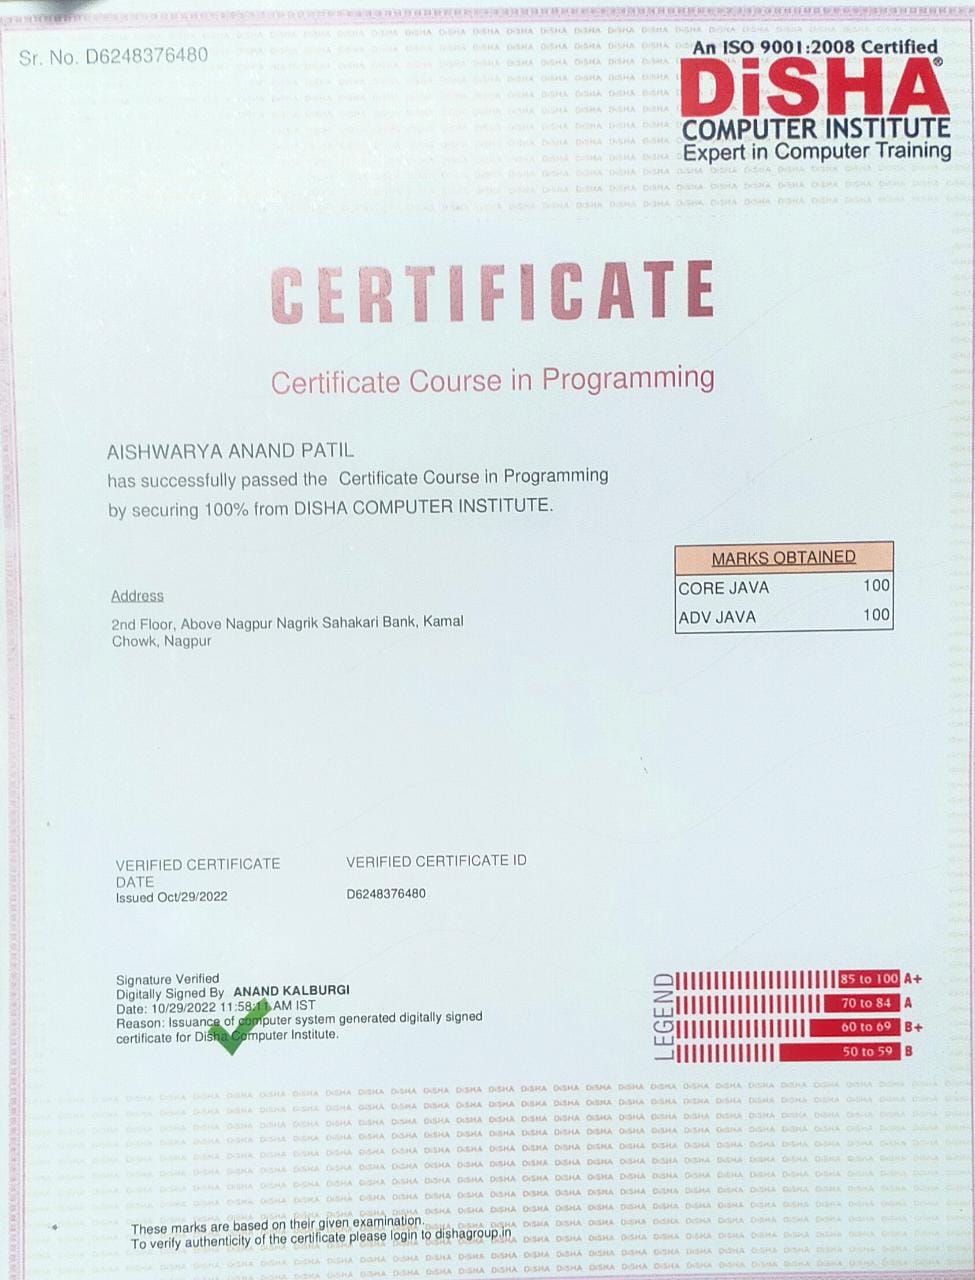 Sr. No. D6248376480
An ISO 9001:2008 Certified
DiSHA®
COMPUTER INSTITUTE
Expert in Computer Training
CERTIFICATE
Certificate Course in Programming
AISHWARYA ANAND PATIL
has successfully passed the Certificate Course in Programming
by securing 100% from DISHA COMPUTER INSTITUTE.
MARKS OBTAINED
CORE JAVA 100
ADV JAVA 100
Address
2nd Floor, Above Nagpur Nagrik Sahakari Bank, Kamal
Chowk, Nagpur
VERIFIED CERTIFICATE
DATE
Issued Oct/29/2022
VERIFIED CERTIFICATE ID
D6248376480
Signature Verified
Digitally Signed By ANAND KALBURGI
Date: 10/29/2022 11:58:11 AM IST
Reason: Issuance of computer system generated digitally signed
certificate for Disha Computer Institute.
LEGEND
85 to 100 A+
70 to 84 A
60 to 69 B+
50 to 59 B
These marks are based on their given examination.
To verify authenticity of the certificate please login to dishagroup.in